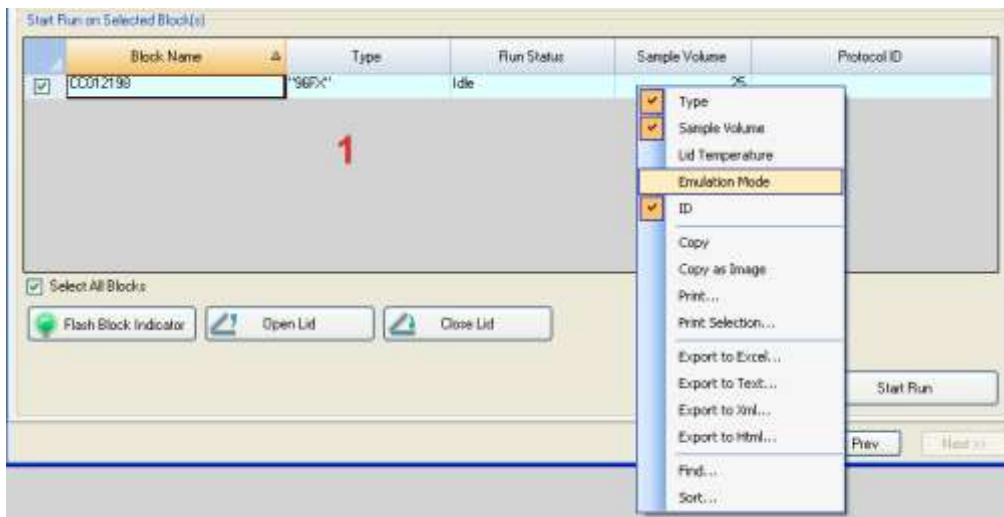 Start Run on Selected Block(s)
Block Name Type Run Status Sample Volume Protocol ID
CC012198 "96FX" Idle 25
1
Type
Sample Volume
Lid Temperature
Emulation Mode
ID
Copy
Copy as Image
Print...
Print Selection...
Export to Excel...
Export to Text...
Export to Xml...
Export to Html...
Find...
Sort...
Select All Blocks
Flash Block Indicator Open Lid Close Lid
Start Run
Prev Next >>